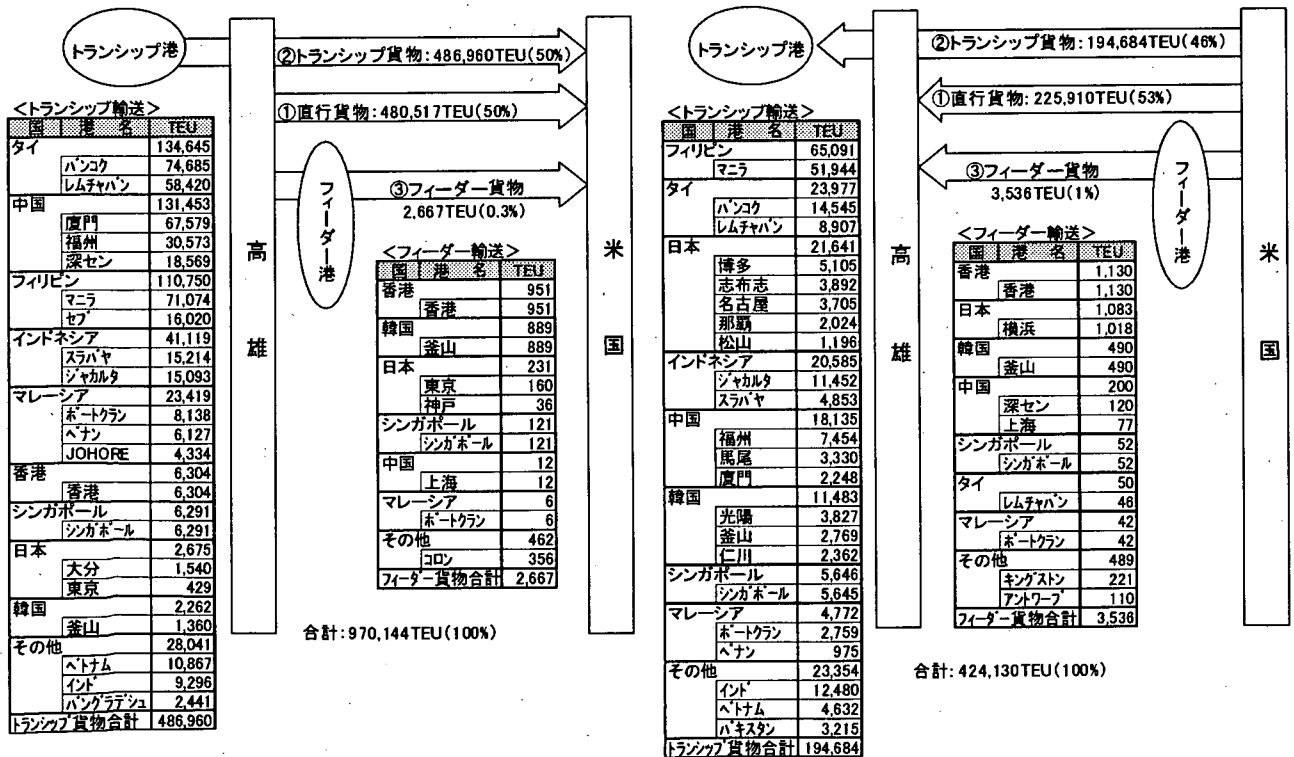 トランシップ港
②トランシップ貨物:486,960TEU(50%)
①直行貨物:480,517TEU(50%)
③フィーダー貨物
2,667TEU(0.3%)
フィーダー港
高雄
米国
<トランシップ輸送>
国 港名 TEU
タイ 134,645
バンコク 74,685
レムチャバン 58,420
中国 131,453
廈門 67,579
福州 30,573
深セン 18,569
フィリピン 110,750
マニラ 71,074
セブ 16,020
インドネシア 41,119
スラバヤ 15,214
ジャカルタ 15,093
マレーシア 23,419
ポートクラン 8,138
ペナン 6,127
JOHORE 4,334
香港 6,304
香港 6,304
シンガポール 6,291
シンガポール 6,291
日本 2,675
大分 1,540
東京 429
韓国 2,262
釜山 1,360
その他 28,041
ベトナム 10,867
インド 9,296
バングラデシュ 2,441
トランシップ貨物合計 486,960
<フィーダー輸送>
国 港名 TEU
香港 951
香港 951
韓国 889
釜山 889
日本 231
東京 160
神戸 36
シンガポール 121
シンガポール 121
中国 12
上海 12
マレーシア 6
ポートクラン 6
その他 462
コロン 356
フィーダー貨物合計 2,667
合計:970,144TEU(100%)
トランシップ港
②トランシップ貨物:194,684TEU(46%)
①直行貨物:225,910TEU(53%)
③フィーダー貨物
3,536TEU(1%)
フィーダー港
高雄
米国
<トランシップ輸送>
国 港名 TEU
フィリピン 65,091
マニラ 51,944
タイ 23,977
バンコク 14,545
レムチャバン 8,907
日本 21,641
博多 5,105
志布志 3,892
名古屋 3,705
那覇 2,024
松山 1,196
インドネシア 20,585
ジャカルタ 11,452
スラバヤ 4,853
中国 18,135
福州 7,454
馬尾 3,330
廈門 2,248
韓国 11,483
光陽 3,827
釜山 2,769
仁川 2,362
シンガポール 5,646
シンガポール 5,645
マレーシア 4,772
ポートクラン 2,759
ペナン 975
その他 23,354
インド 12,480
ベトナム 4,632
パキスタン 3,215
トランシップ貨物合計 194,684
<フィーダー輸送>
国 港名 TEU
香港 1,130
香港 1,130
日本 1,083
横浜 1,018
韓国 490
釜山 490
中国 200
深セン 120
上海 77
シンガポール 52
シンガポール 52
タイ 50
レムチャバン 46
マレーシア 42
ポートクラン 42
その他 489
キングストン 221
アントワープ 110
フィーダー貨物合計 3,536
合計:424,130TEU(100%)